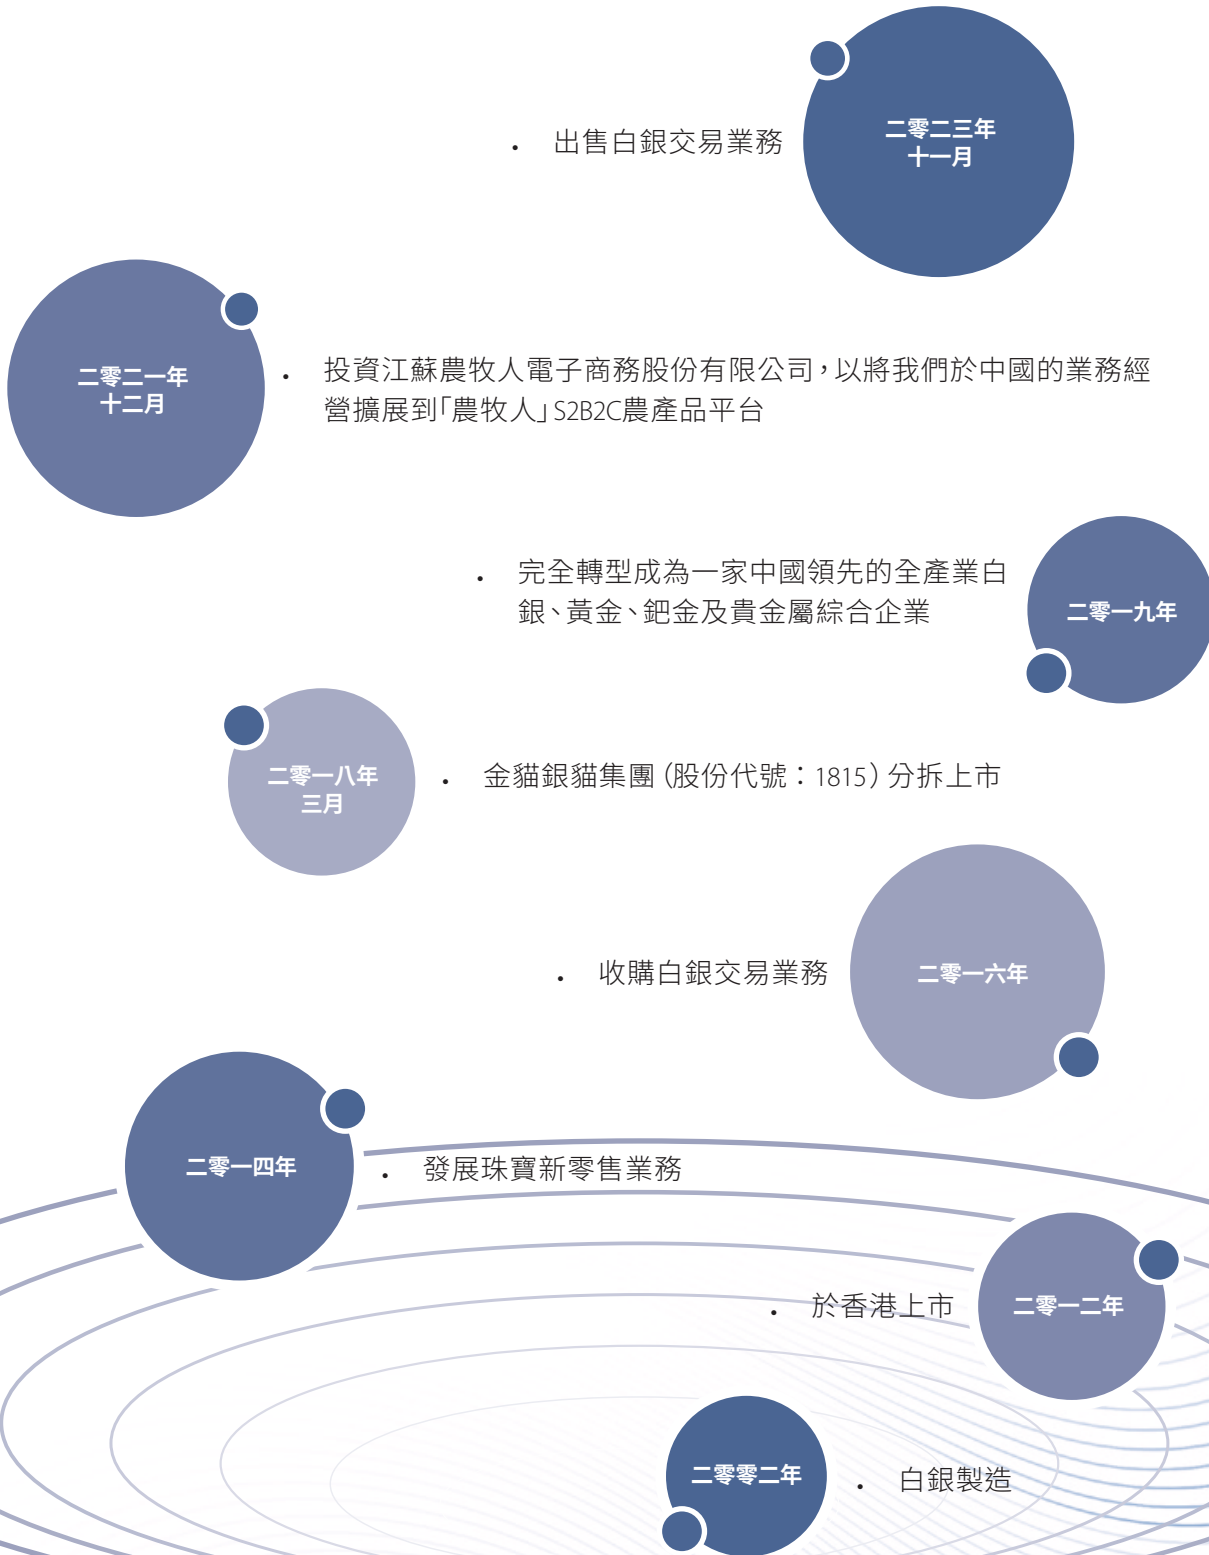 二零二三年
十一月
. 出售白銀交易業務
二零二一年
十二月
. 投資江蘇農牧人電子商務股份有限公司，以將我們於中國的業務經
營擴展到「農牧人」S2B2C農產品平台
二零一九年
. 完全轉型成為一家中國領先的全產業白
銀、黃金、鈀金及貴金屬綜合企業
二零一八年
三月
. 金貓銀貓集團（股份代號：1815）分拆上市
二零一六年
. 收購白銀交易業務
二零一四年
. 發展珠寶新零售業務
二零一二年
. 於香港上市
二零零二年
. 白銀製造